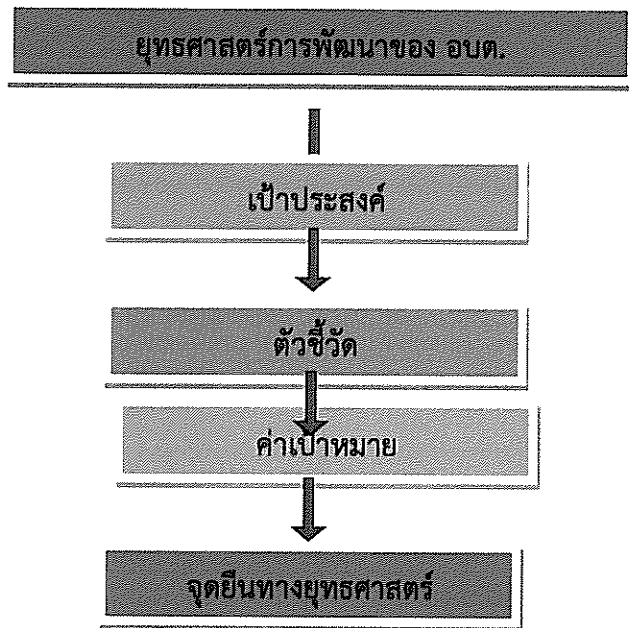 ยุทธศาสตร์การพัฒนาของ อบต.
เป้าประสงค์
ตัวชี้วัด
ค่าเป้าหมาย
จุดยืนทางยุทธศาสตร์